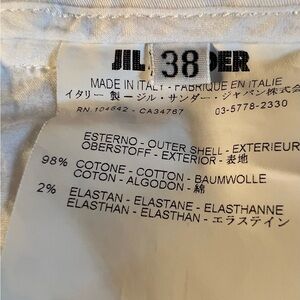 JIL 38 DER
MADE IN ITALY - FABRIQUÉ EN ITALIE
イタリー製 ージル・サンダー・ジャパン株式会
RN.104642 - CA34767 03-5778-2330
ESTERNO - OUTER SHELL - EXTERIEUR
OBERSTOFF - EXTERIOR - 表地
98% COTONE - COTTON - BAUMWOLLE
COTON - ALGODON - 綿
2% ELASTAN - ELASTANE - ELASTHANNE
ELASTHAN - ELASTHAN - エラステイン